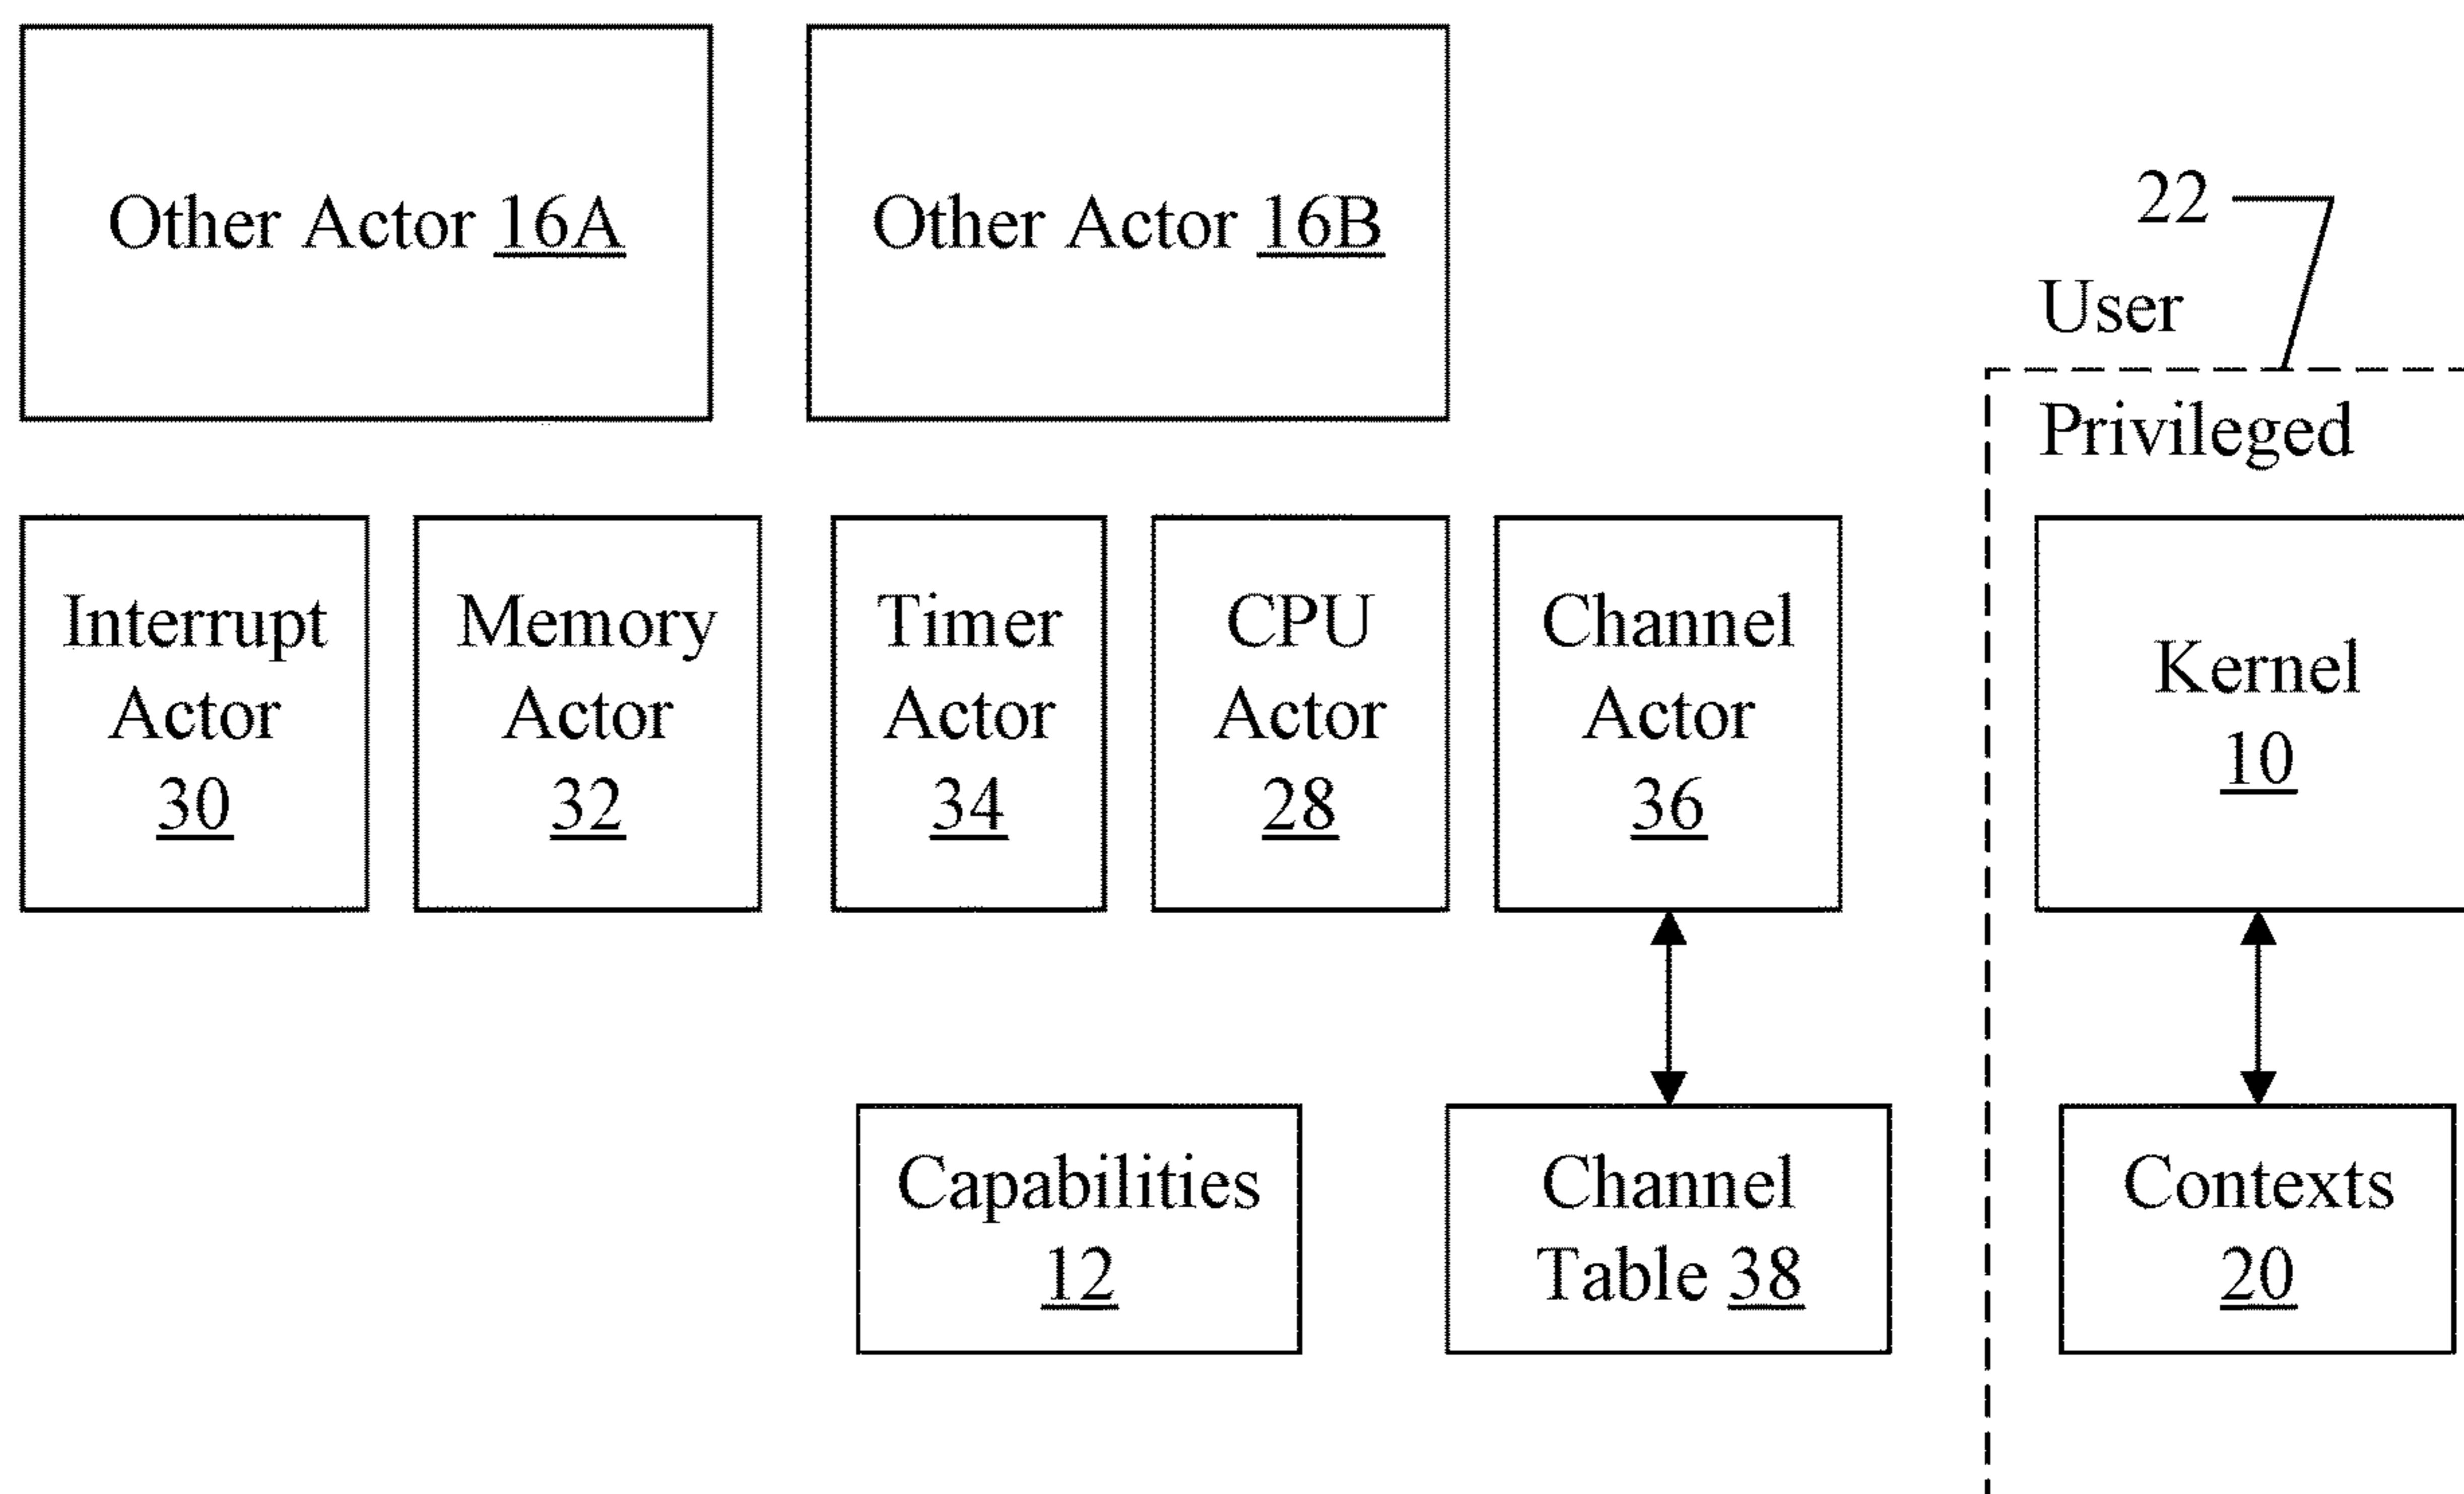 Other Actor 16A
Other Actor 16B
22
User
Privileged
Interrupt
Actor
30
Memory
Actor
32
Timer
Actor
34
CPU
Actor
28
Channel
Actor
36
Kernel
10
Capabilities
12
Channel
Table 38
Contexts
20